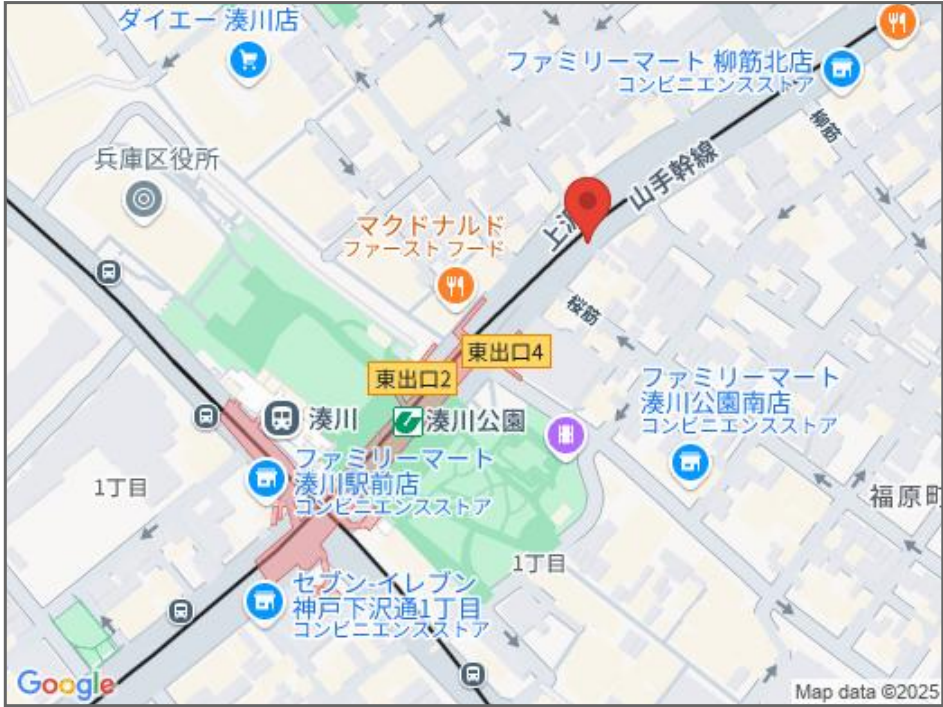 ダイエー 湊川店
ファミリーマート 柳筋北店
コンビニエンスストア
柳筋
兵庫区役所
山手幹線
マクドナルド
ファースト フード
桜筋
東出口4
東出口2
ファミリーマート
湊川公園南店
コンビニエンスストア
湊川
湊川公園
ファミリーマート
湊川駅前店
コンビニエンスストア
1丁目
福原町
1丁目
セブン-イレブン
神戸下沢通1丁目
コンビニエンスストア
Google
Map data ©2025